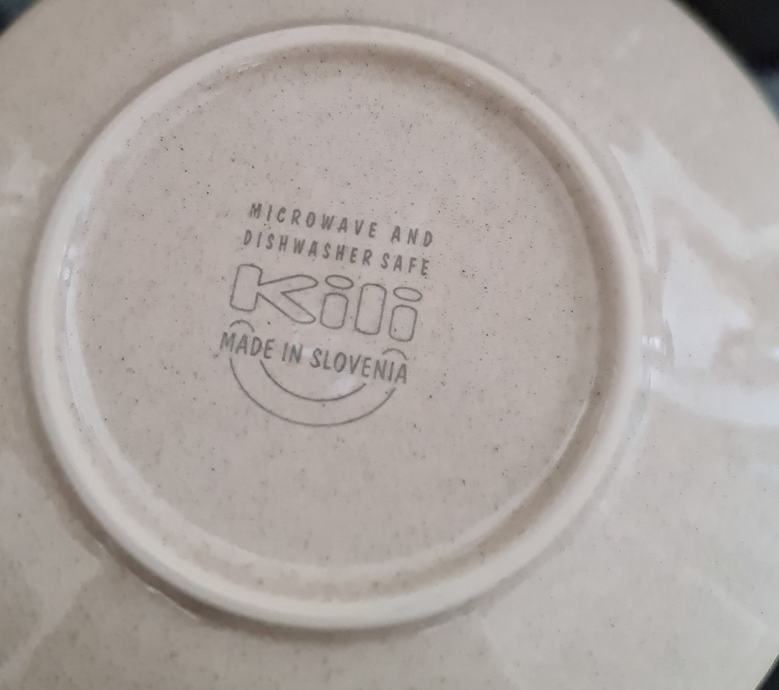 MICROWAVE AND
DISHWASHER SAFE
Kili
MADE IN SLOVENIA